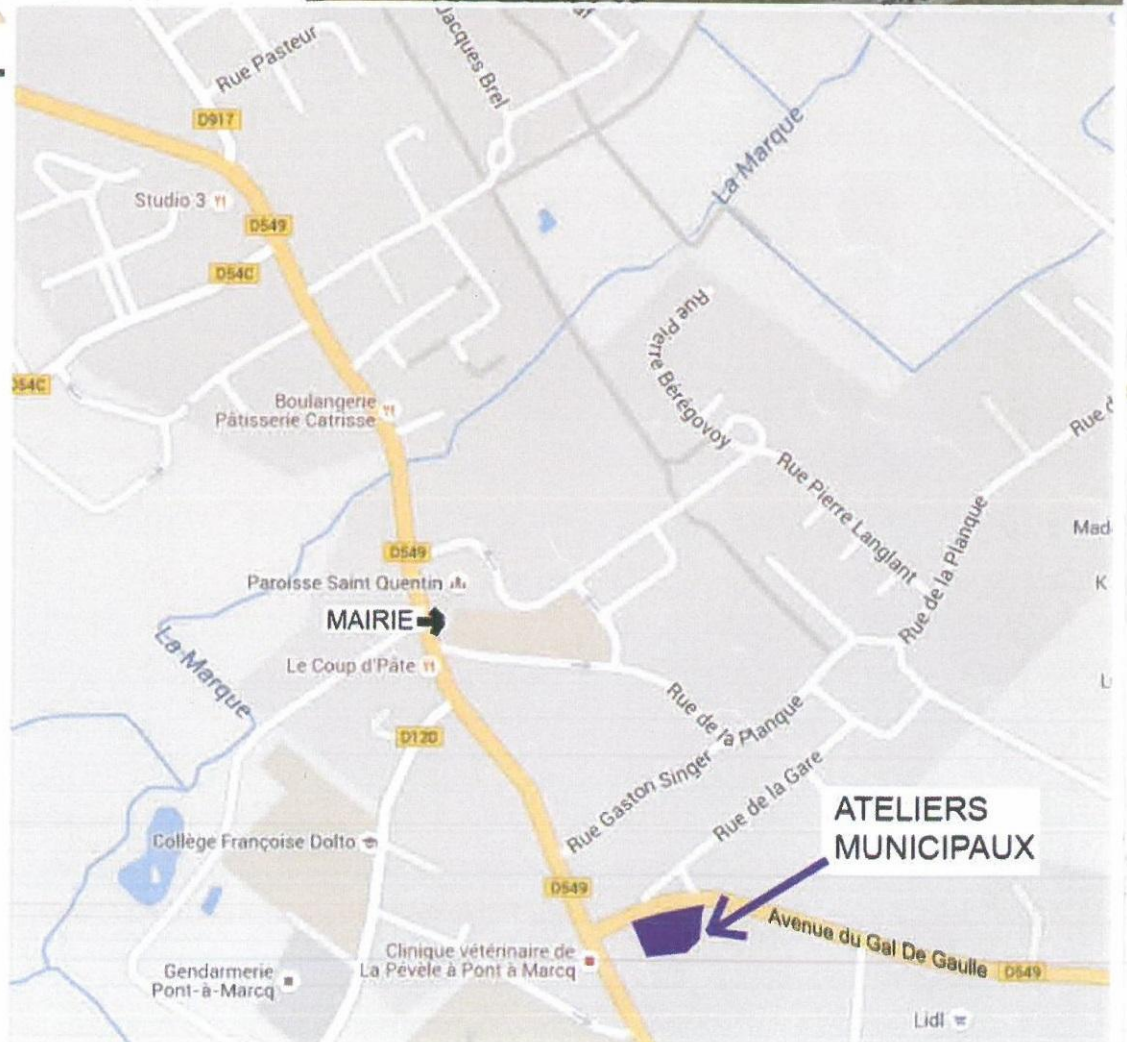 Jacques Brel
Rue Pasteur
D917
La Marque
Studio 3
D549
D54C
Rue Pierre Bérégovoy
D54C
Boulangerie
Pâtisserie Catrisse
Rue d
Rue Pierre Langlant
Rue de la Planque
Mad
D549
Paroisse Saint Quentin
K
MAIRIE
Le Coup d'Pâte
La Marque
L
Rue de la Planque
D120
Rue Gaston Singer
Rue de la Gare
ATELIERS
MUNICIPAUX
Collège Françoise Dolto
D549
Avenue du Gal De Gaulle
D549
Clinique vétérinaire de
La Pévèle à Pont à Marcq
Gendarmerie
Pont-à-Marcq
Lidl